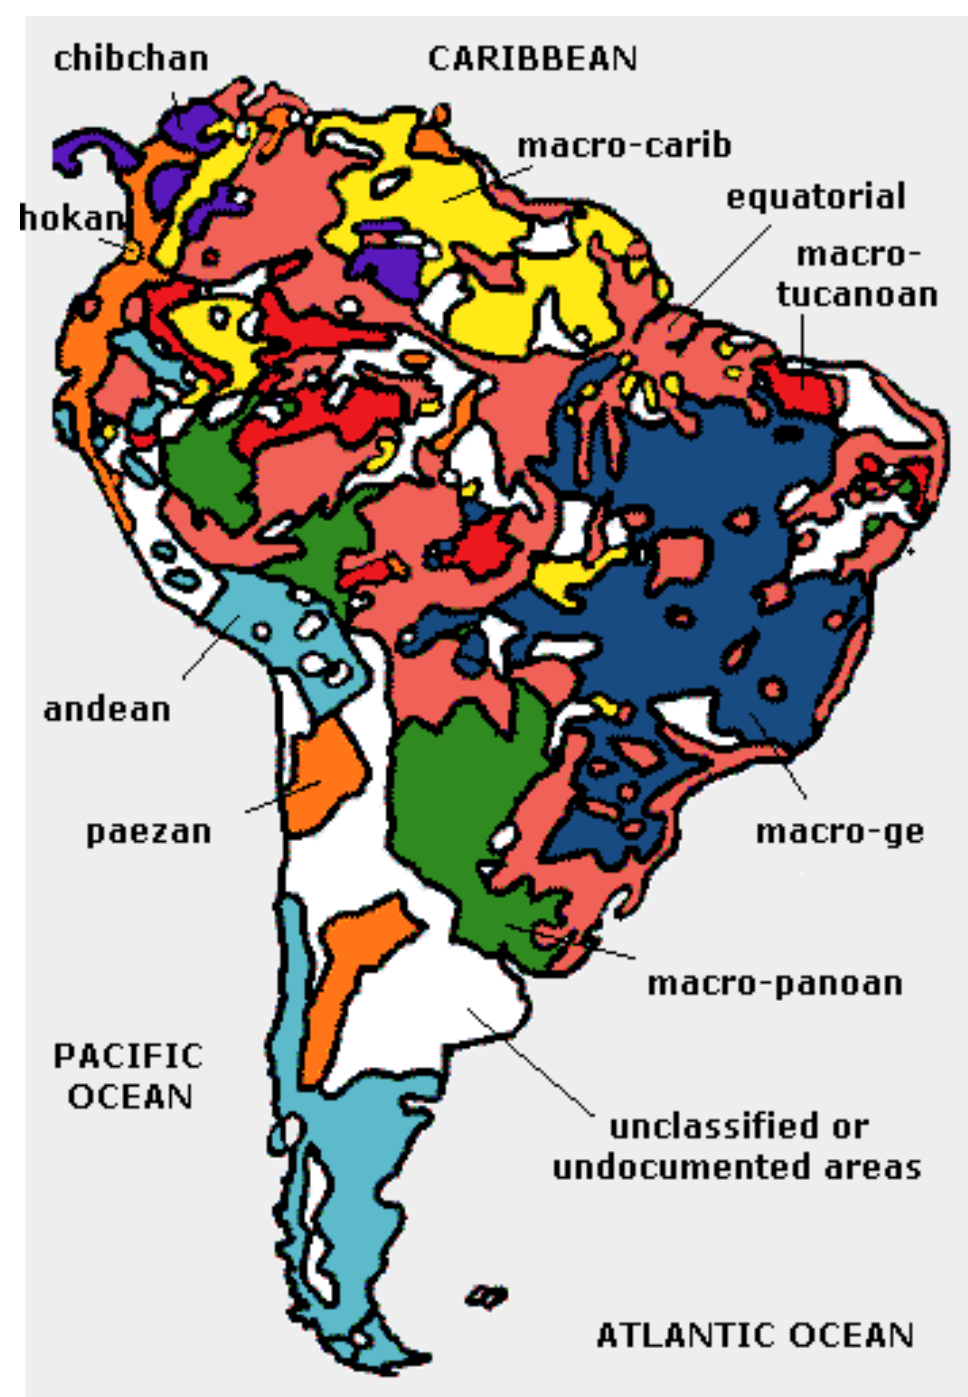 chibchan
CARIBBEAN
macro-carib
equatorial
hokan
macro-
tucanoan
andean
paezan
macro-ge
macro-panoan
PACIFIC
OCEAN
unclassified or
undocumented areas
ATLANTIC OCEAN